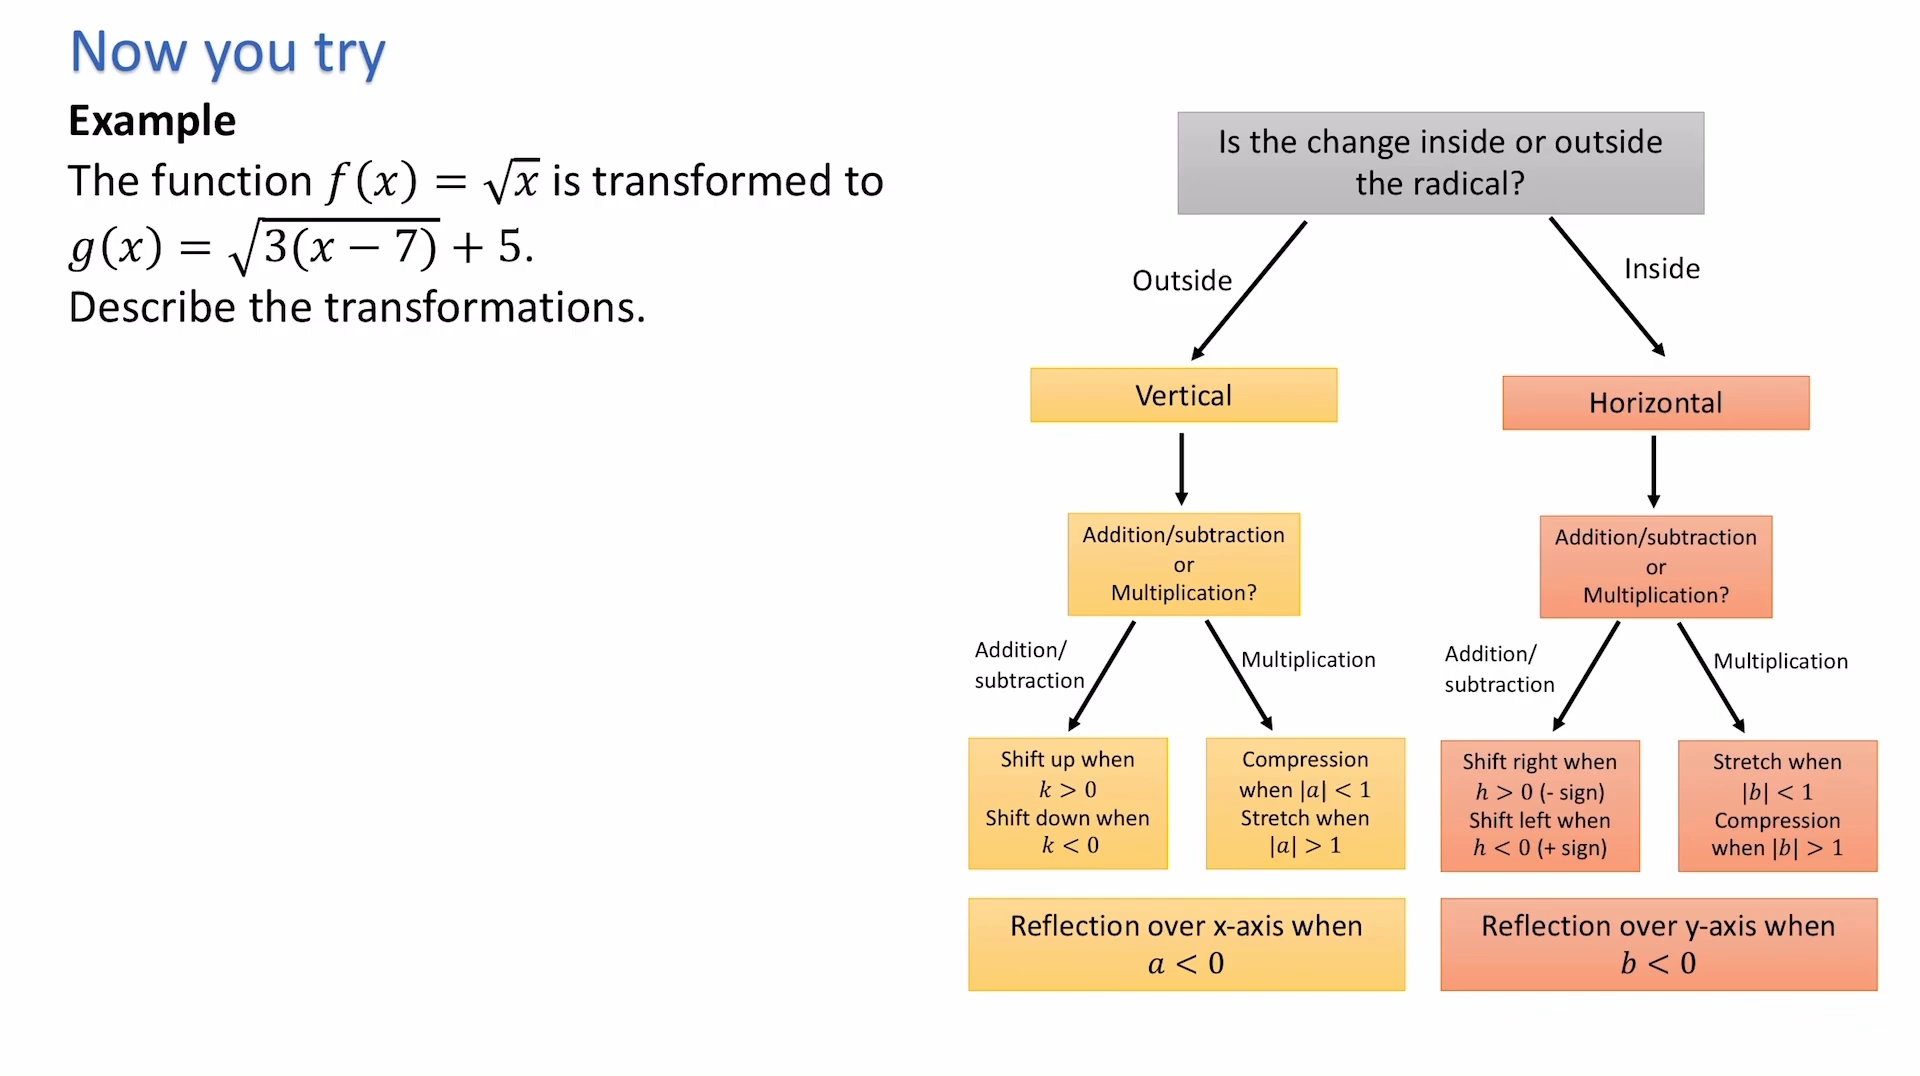 Now you try
Example
The function f(x) = √x is transformed to
g(x) = √(3(x − 7)) + 5.
Describe the transformations.
Is the change inside or outside
the radical?
Outside
Inside
Vertical
Horizontal
Addition/subtraction
or
Multiplication?
Addition/subtraction
or
Multiplication?
Addition/
subtraction
Multiplication
Addition/
subtraction
Multiplication
Shift up when
k > 0
Shift down when
k < 0
Compression
when |a| < 1
Stretch when
|a| > 1
Shift right when
h > 0 (- sign)
Shift left when
h < 0 (+ sign)
Stretch when
|b| < 1
Compression
when |b| > 1
Reflection over x-axis when
a < 0
Reflection over y-axis when
b < 0